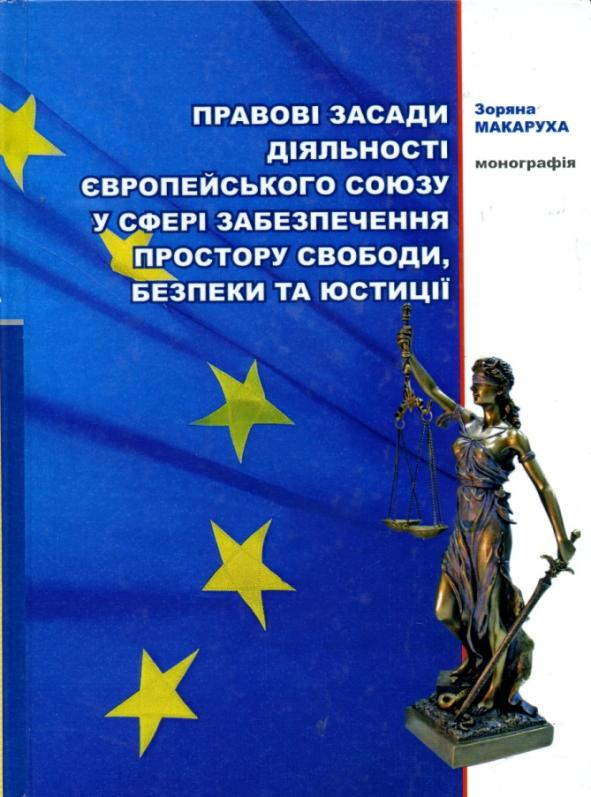 ПРАВОВІ ЗАСАДИ
ДІЯЛЬНОСТІ
ЄВРОПЕЙСЬКОГО СОЮЗУ
У СФЕРІ ЗАБЕЗПЕЧЕННЯ
ПРОСТОРУ СВОБОДИ,
БЕЗПЕКИ ТА ЮСТИЦІЇ
Зоряна
МАКАРУХА
монографія